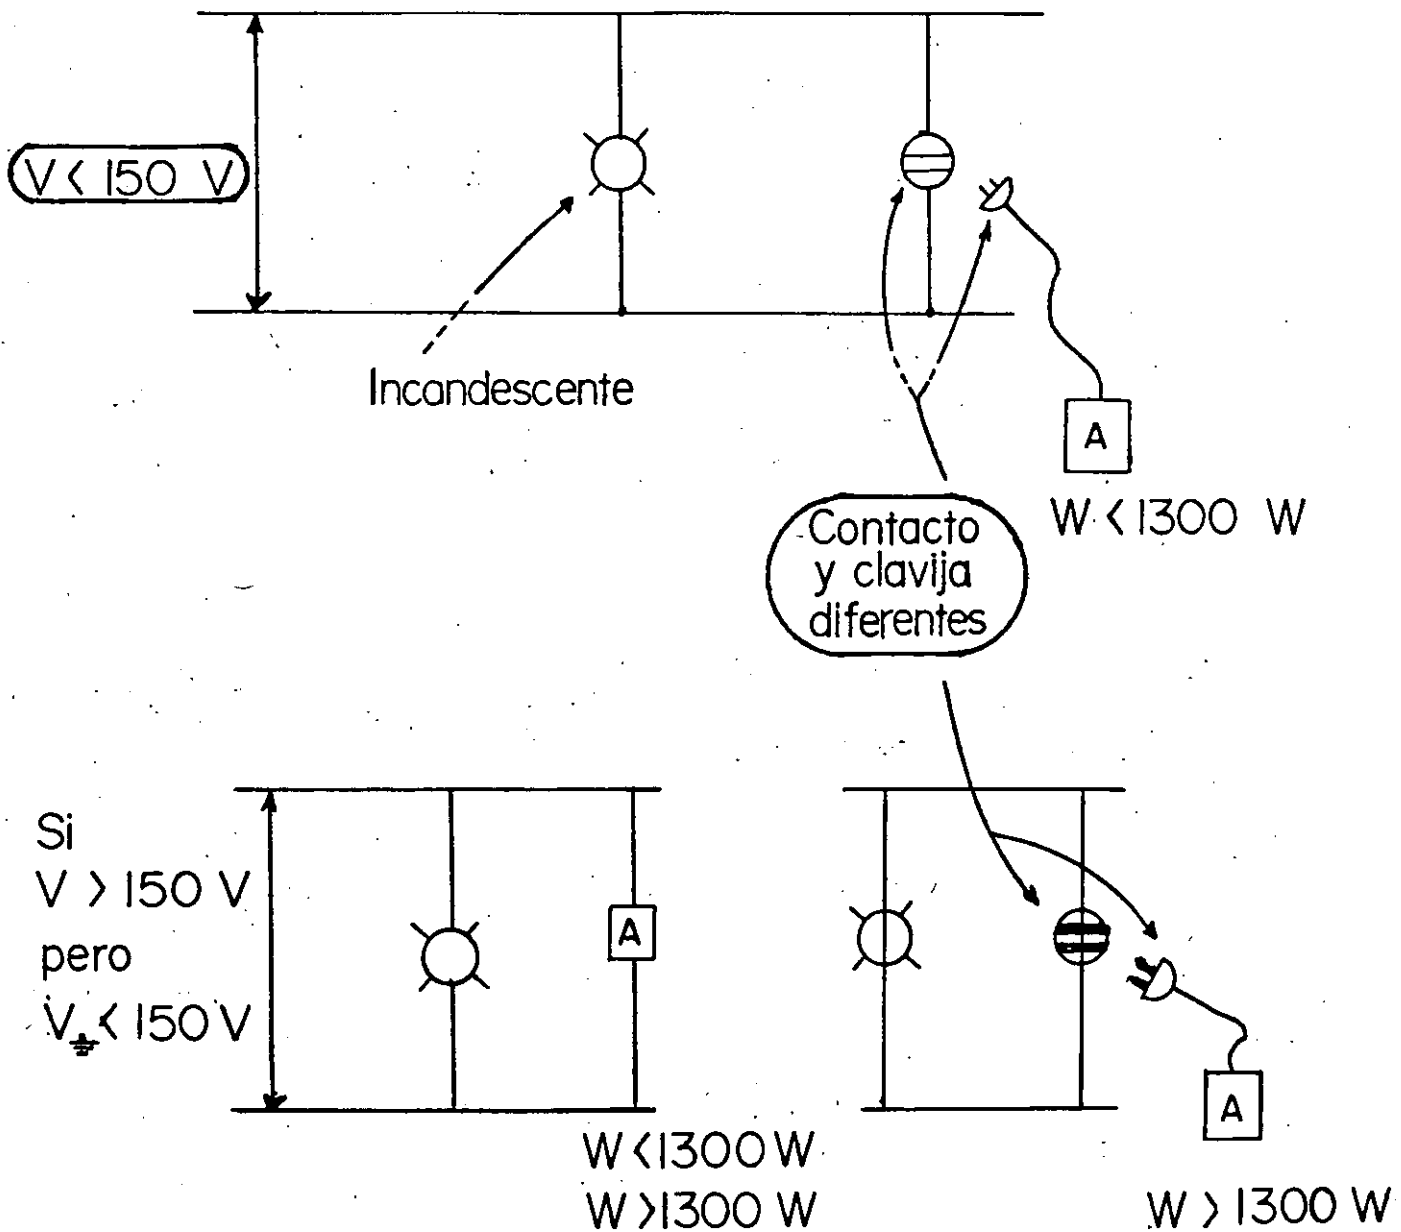 V < 150 V
Incandescente
A
W < 1300 W
Contacto
y clavija
diferentes
Si
V > 150 V
pero
V⏚ < 150 V
A
W < 1300 W
W > 1300 W
A
W > 1300 W